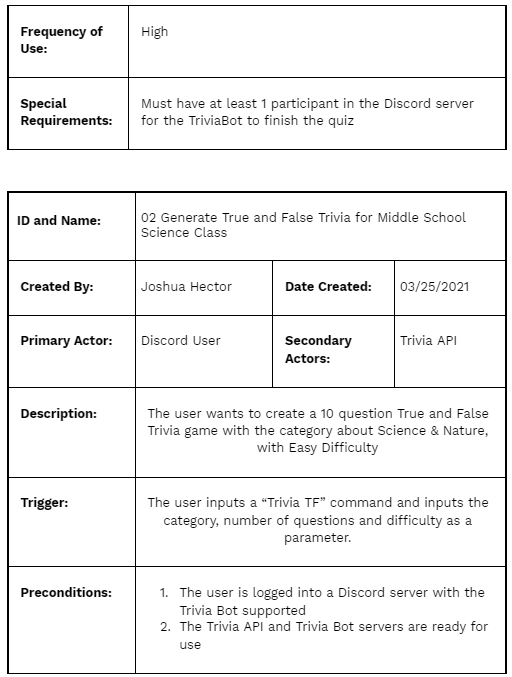 Frequency of High
Use:
Special Must have at least 1 participant in the Discord server
Requirements: for the TriviaBot to finish the quiz
ID and Name: 02 Generate True and False Trivia for Middle School
Science Class
Created By: Joshua Hector Date Created: 03/25/2021
Primary Actor: Discord User Secondary Trivia API
Actors:
Description: The user wants to create a 10 question True and False
Trivia game with the category about Science & Nature,
with Easy Difficulty
Trigger: The user inputs a “Trivia TF” command and inputs the
category, number of questions and difficulty as a
parameter.
Preconditions: 1. The user is logged into a Discord server with the
Trivia Bot supported
2. The Trivia API and Trivia Bot servers are ready for
use